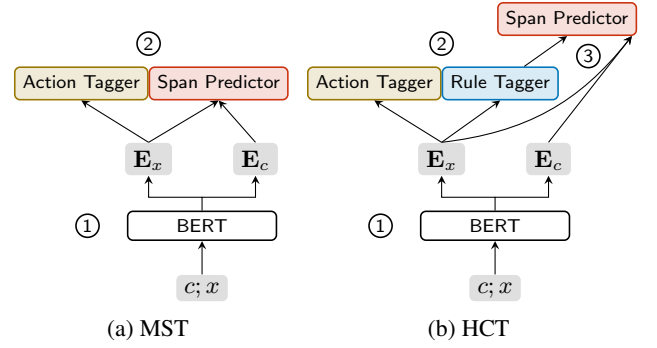 ② Action Tagger Span Predictor
E_x E_c
① BERT
c; x
(a) MST
Span Predictor
② ③
Action Tagger Rule Tagger
E_x E_c
① BERT
c; x
(b) HCT